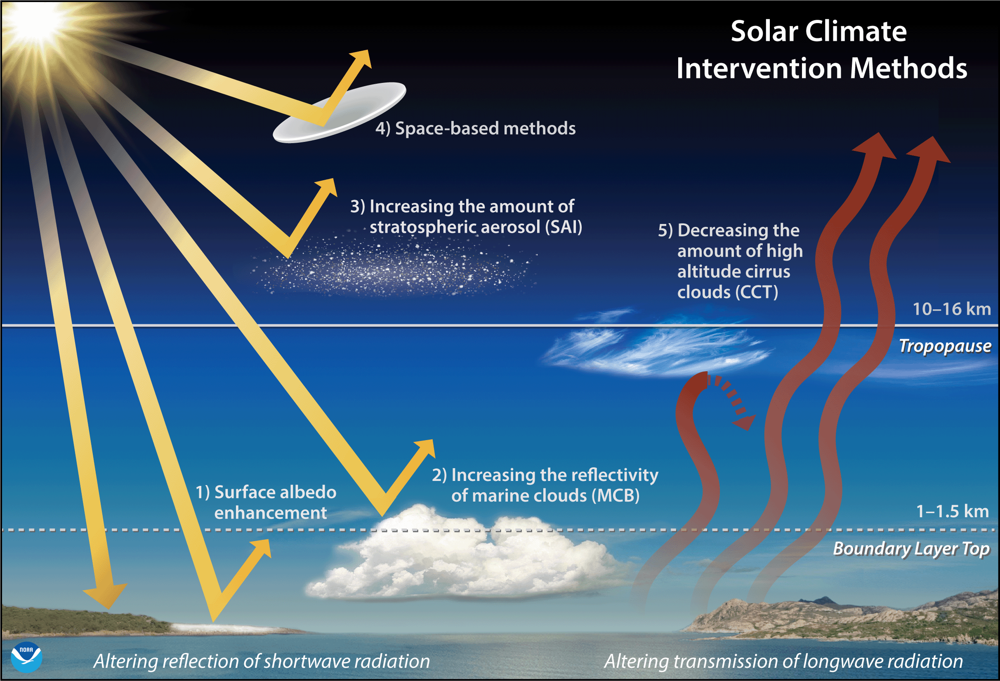 Solar Climate
Intervention Methods
4) Space-based methods
3) Increasing the amount of
stratospheric aerosol (SAI)
5) Decreasing the
amount of high
altitude cirrus
clouds (CCT)
10–16 km
Tropopause
2) Increasing the reflectivity
of marine clouds (MCB)
1) Surface albedo
enhancement
1–1.5 km
Boundary Layer Top
NOAA
Altering reflection of shortwave radiation
Altering transmission of longwave radiation